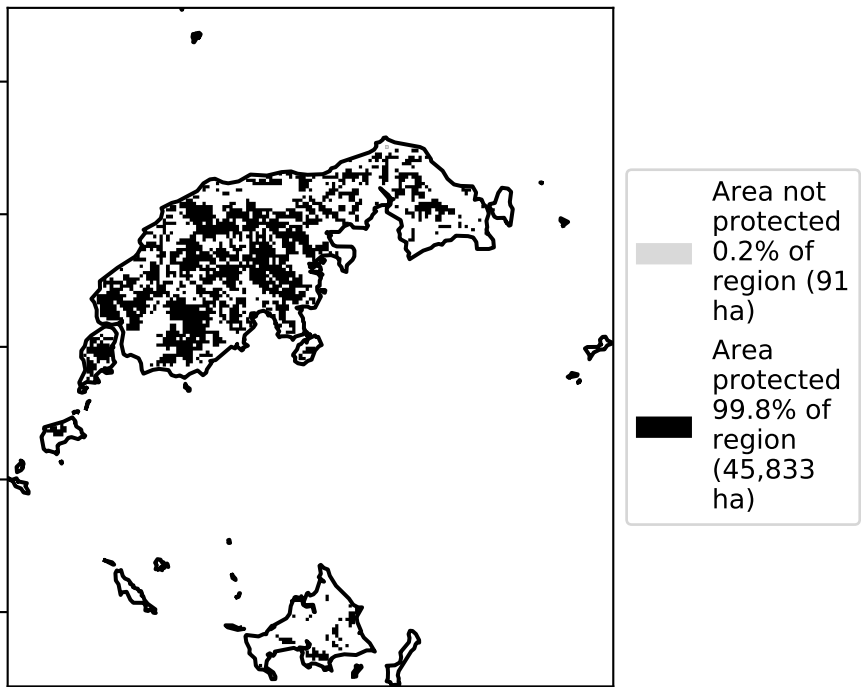 Area not
protected
0.2% of
region (91
ha)
Area
protected
99.8% of
region
(45,833
ha)